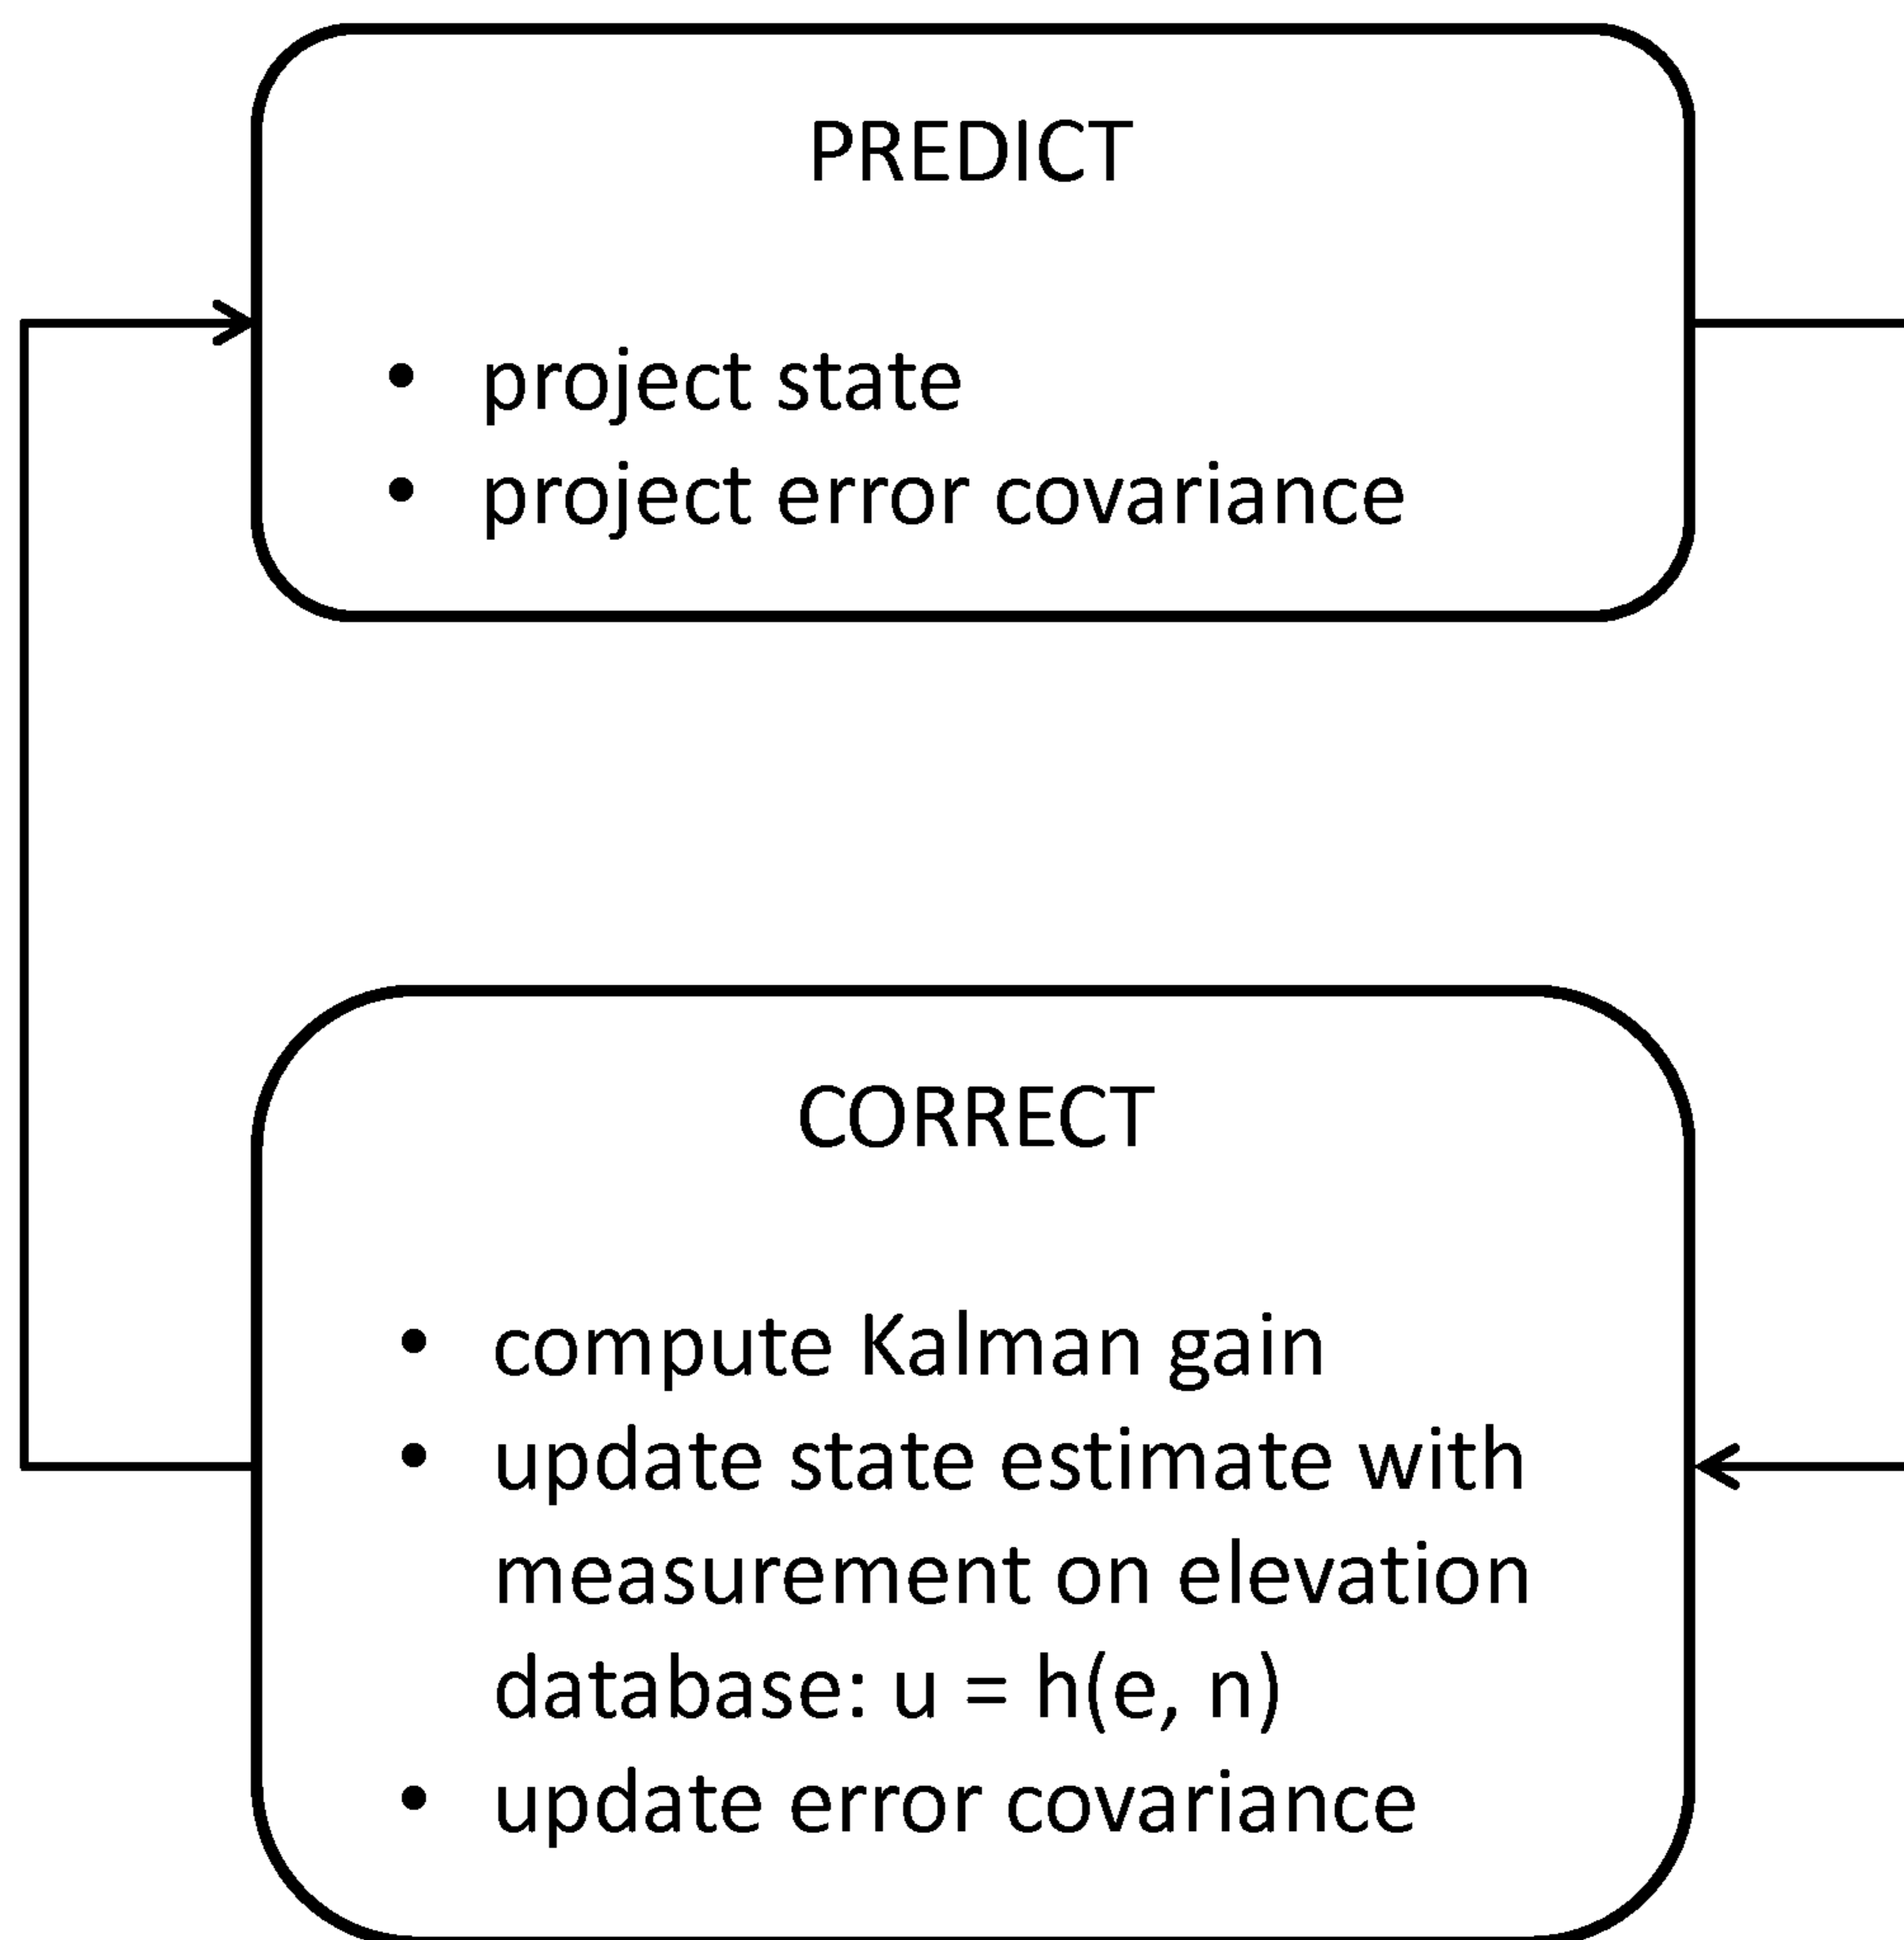 PREDICT
• project state
• project error covariance
CORRECT
• compute Kalman gain
• update state estimate with
measurement on elevation
database: u = h(e, n)
• update error covariance